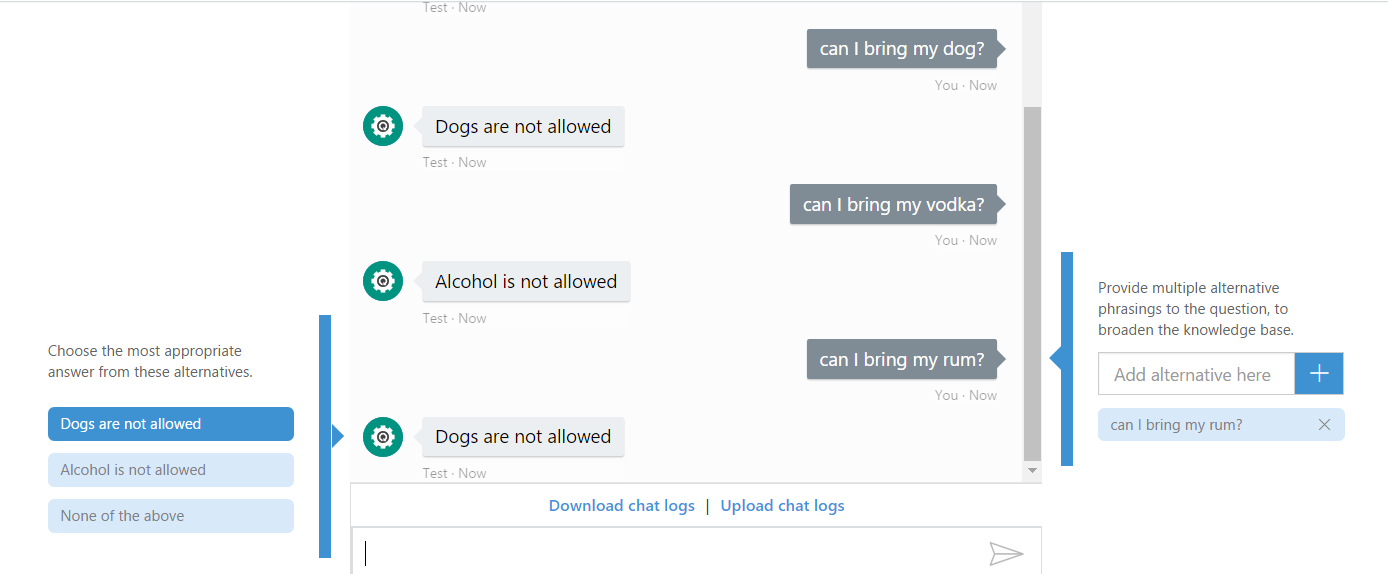 Test · Now
can I bring my dog?
You · Now
Dogs are not allowed
Test · Now
can I bring my vodka?
You · Now
Alcohol is not allowed
Test · Now
can I bring my rum?
You · Now
Dogs are not allowed
Test · Now
Download chat logs | Upload chat logs
Choose the most appropriate
answer from these alternatives.
Dogs are not allowed
Alcohol is not allowed
None of the above
Provide multiple alternative
phrasings to the question, to
broaden the knowledge base.
Add alternative here
can I bring my rum?